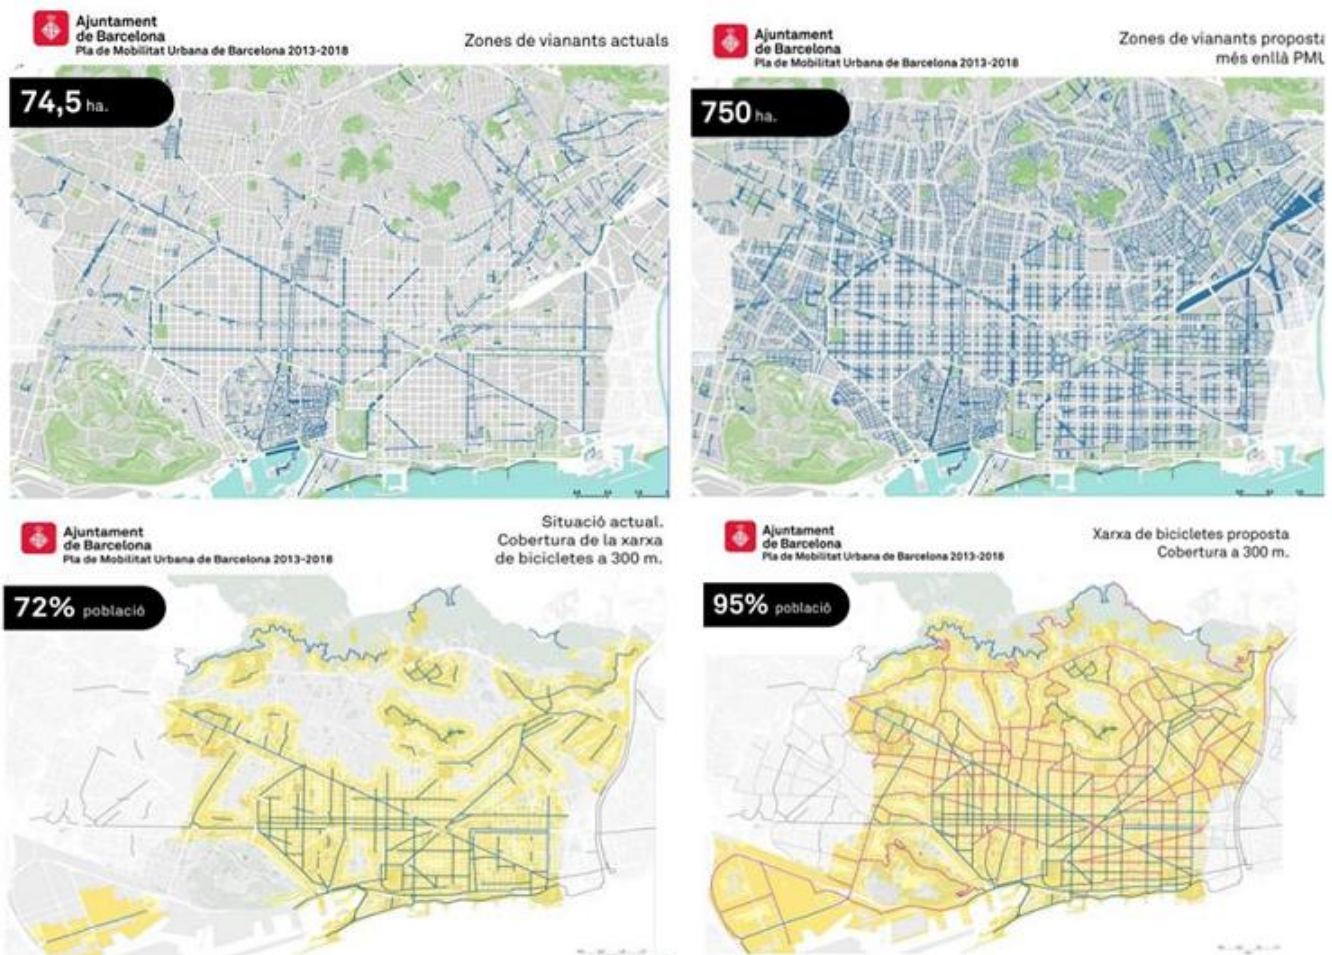 Ajuntament
de Barcelona
Pla de Mobilitat Urbana de Barcelona 2013-2018
Zones de vianants actuals
74,5 ha.
Ajuntament
de Barcelona
Pla de Mobilitat Urbana de Barcelona 2013-2018
Zones de vianants proposta
més enllà PMU
750 ha.
Ajuntament
de Barcelona
Pla de Mobilitat Urbana de Barcelona 2013-2018
Situació actual.
Cobertura de la xarxa
de bicicletes a 300 m.
72% població
Ajuntament
de Barcelona
Pla de Mobilitat Urbana de Barcelona 2013-2018
Xarxa de bicicletes proposta
Cobertura a 300 m.
95% població